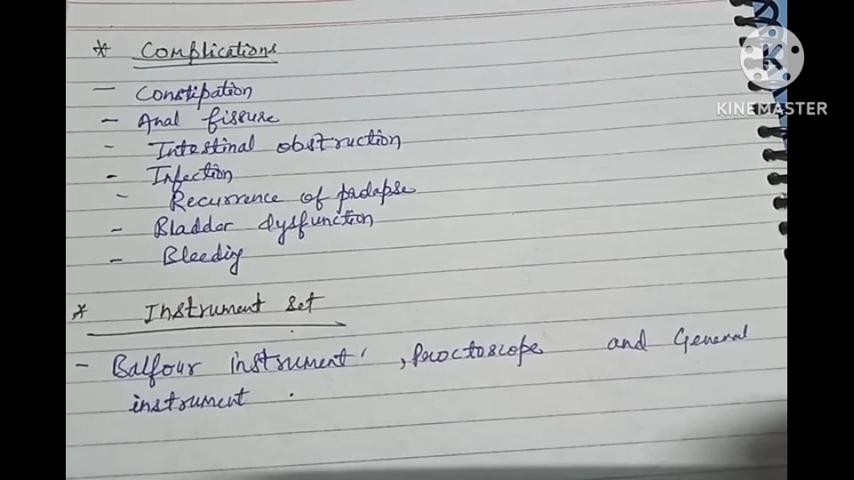 * Complications
- Constipation
- Anal fissure
- Intestinal obstruction
- Infection
- Recurrence of padapse
- Bladder dysfunction
- Bleeding
* Instrument set
- Balfour instrument , Proctoscope and General
instrument .
KINEMASTER